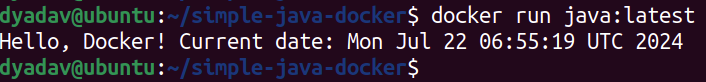 dyadav@ubuntu:~/simple-java-docker$ docker run java:latest
Hello, Docker! Current date: Mon Jul 22 06:55:19 UTC 2024
dyadav@ubuntu:~/simple-java-docker$